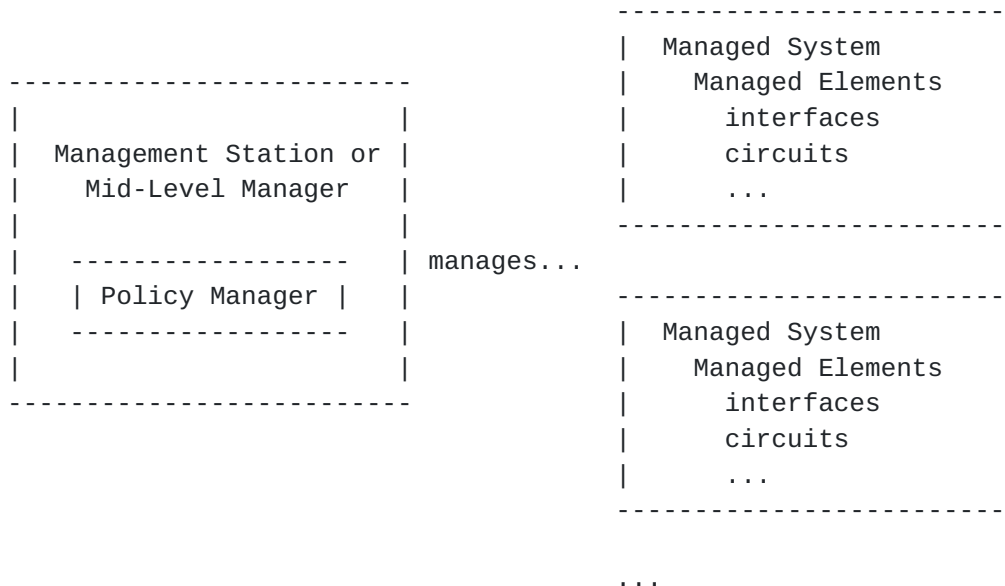 Managed System
Managed Elements
interfaces
circuits
...
Management Station or
Mid-Level Manager
manages...
Policy Manager
Managed System
Managed Elements
interfaces
circuits
...
...